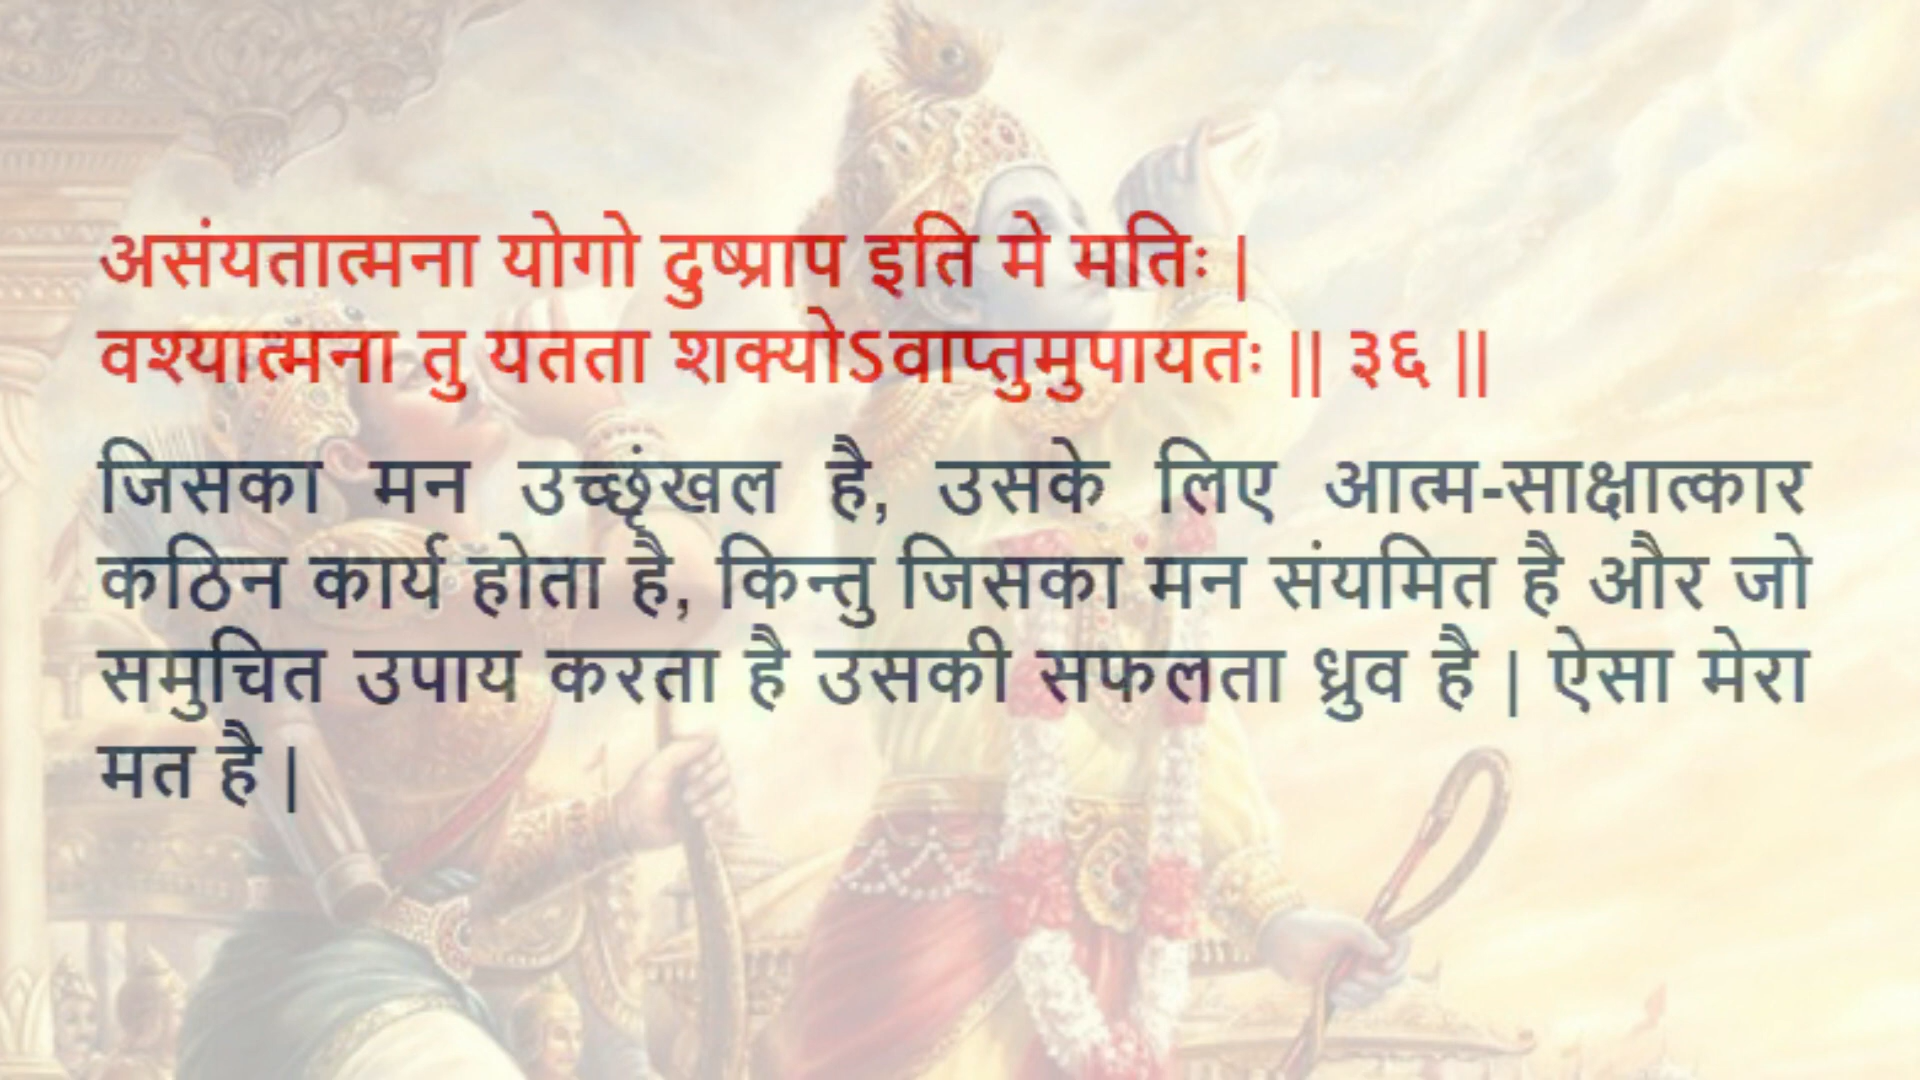 असंयतात्मना योगो दुष्प्राप इति मे मतिः |
वश्यात्मना तु यतता शक्योऽवाप्तुमुपायतः || ३६ ||
जिसका मन उच्छृंखल है, उसके लिए आत्म-साक्षात्कार
कठिन कार्य होता है, किन्तु जिसका मन संयमित है और जो
समुचित उपाय करता है उसकी सफलता ध्रुव है | ऐसा मेरा
मत है |